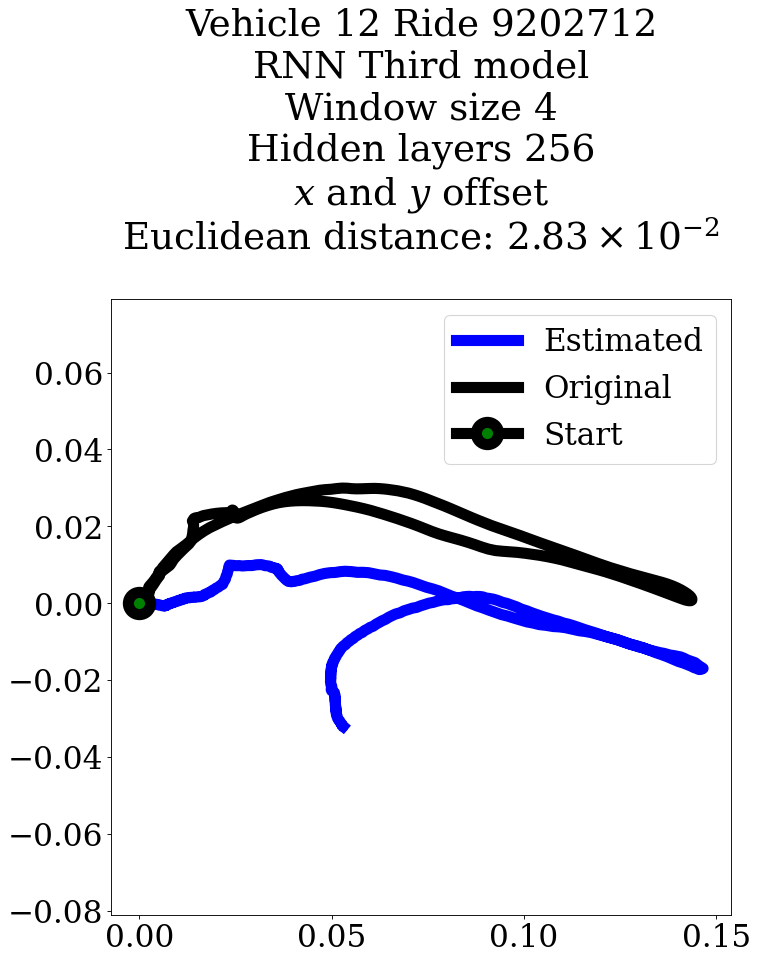 Vehicle 12 Ride 9202712
RNN Third model
Window size 4
Hidden layers 256
x and y offset
Euclidean distance: 2.83 × 10⁻²
Estimated
Original
Start
0.06
0.04
0.02
0.00
−0.02
−0.04
−0.06
−0.08
0.00 0.05 0.10 0.15